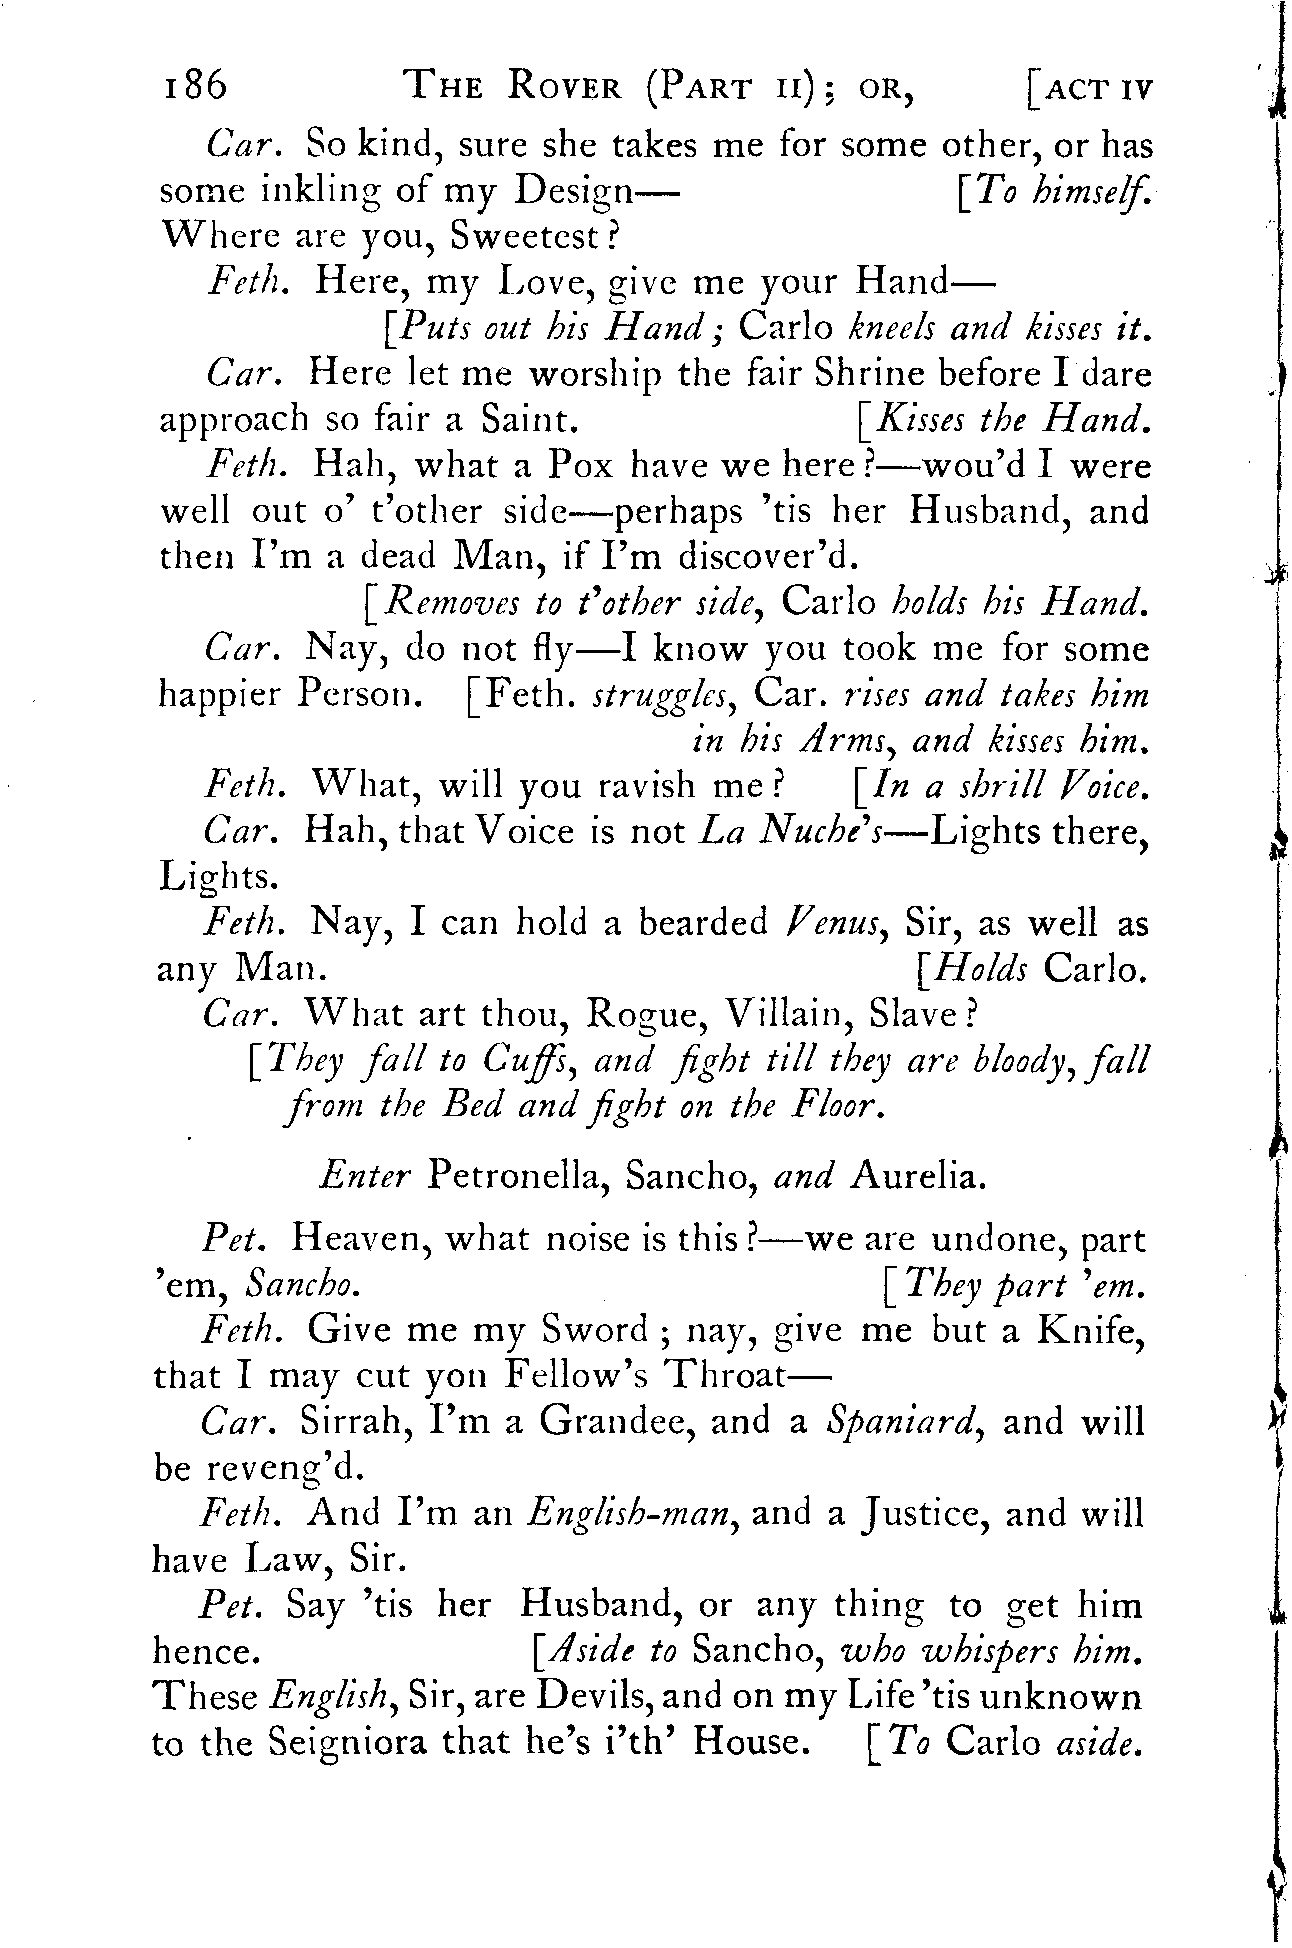 186 THE ROVER (PART II); OR, [ACT IV
Car. So kind, sure she takes me for some other, or has
some inkling of my Design— [To himself.
Where are you, Sweetest?
Feth. Here, my Love, give me your Hand—
[Puts out his Hand; Carlo kneels and kisses it.
Car. Here let me worship the fair Shrine before I dare
approach so fair a Saint. [Kisses the Hand.
Feth. Hah, what a Pox have we here?—wou'd I were
well out o' t'other side—perhaps 'tis her Husband, and
then I'm a dead Man, if I'm discover'd.
[Removes to t'other side, Carlo holds his Hand.
Car. Nay, do not fly—I know you took me for some
happier Person. [Feth. struggles, Car. rises and takes him
in his Arms, and kisses him.
Feth. What, will you ravish me? [In a shrill Voice.
Car. Hah, that Voice is not La Nuche's—Lights there,
Lights.
Feth. Nay, I can hold a bearded Venus, Sir, as well as
any Man. [Holds Carlo.
Car. What art thou, Rogue, Villain, Slave?
[They fall to Cuffs, and fight till they are bloody, fall
from the Bed and fight on the Floor.
Enter Petronella, Sancho, and Aurelia.
Pet. Heaven, what noise is this?—we are undone, part
'em, Sancho. [They part 'em.
Feth. Give me my Sword; nay, give me but a Knife,
that I may cut yon Fellow's Throat—
Car. Sirrah, I'm a Grandee, and a Spaniard, and will
be reveng'd.
Feth. And I'm an English-man, and a Justice, and will
have Law, Sir.
Pet. Say 'tis her Husband, or any thing to get him
hence. [Aside to Sancho, who whispers him.
These English, Sir, are Devils, and on my Life 'tis unknown
to the Seigniora that he's i'th' House. [To Carlo aside.